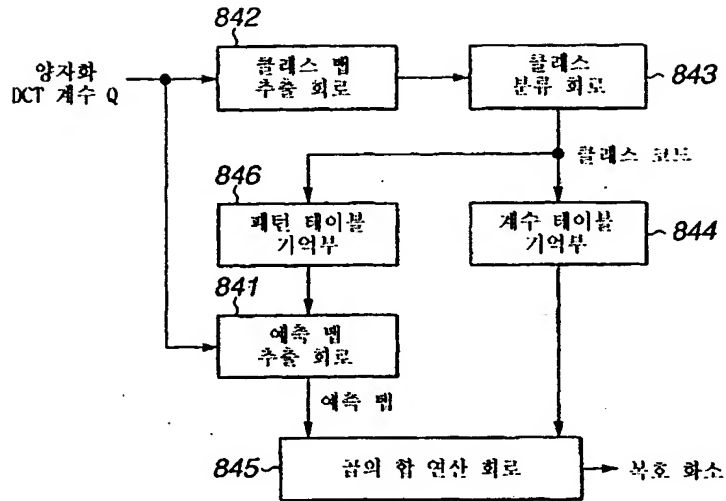 842
양자화
DCT 계수 Q
클래스 맵
추출 회로
클래스
분류 회로
843
클래스 코드
846
패턴 테이블
기억부
계수 테이블
기억부
844
841
예측 맵
추출 회로
예측 맵
845
곱의 합 연산 회로
복호 화소